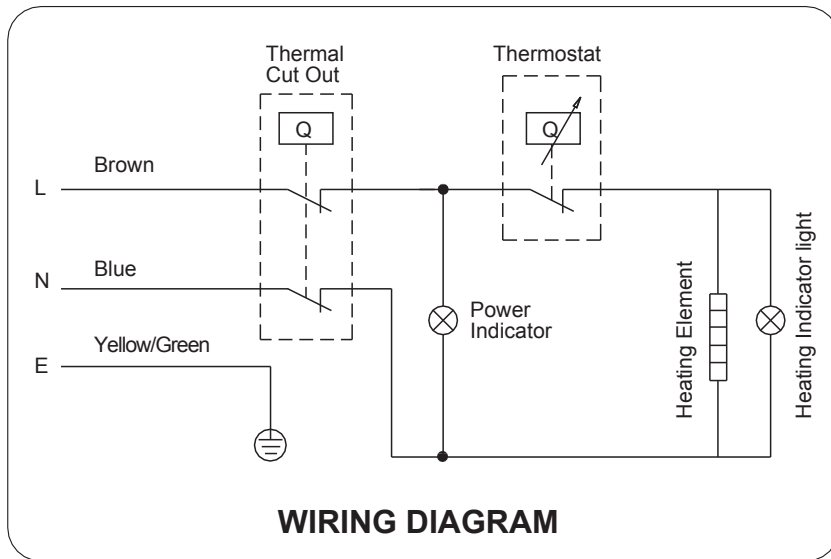 Thermal
Cut Out
Thermostat
Q
Q
L
Brown
N
Blue
E
Yellow/Green
Power
Indicator
Heating Element
Heating Indicator light
WIRING DIAGRAM